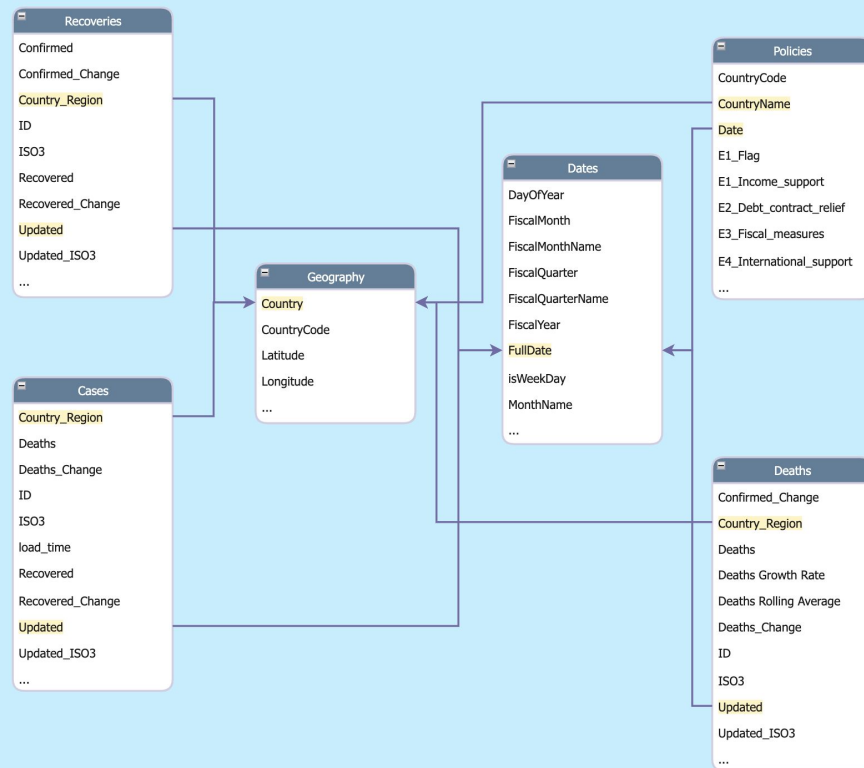 Recoveries
Confirmed
Confirmed_Change
Country_Region
ID
ISO3
Recovered
Recovered_Change
Updated
Updated_ISO3
...
Cases
Country_Region
Deaths
Deaths_Change
ID
ISO3
load_time
Recovered
Recovered_Change
Updated
Updated_ISO3
...
Geography
Country
CountryCode
Latitude
Longitude
...
Dates
DayOfYear
FiscalMonth
FiscalMonthName
FiscalQuarter
FiscalQuarterName
FiscalYear
FullDate
isWeekDay
MonthName
...
Policies
CountryCode
CountryName
Date
E1_Flag
E1_Income_support
E2_Debt_contract_relief
E3_Fiscal_measures
E4_International_support
...
Deaths
Confirmed_Change
Country_Region
Deaths
Deaths Growth Rate
Deaths Rolling Average
Deaths_Change
ID
ISO3
Updated
Updated_ISO3
...